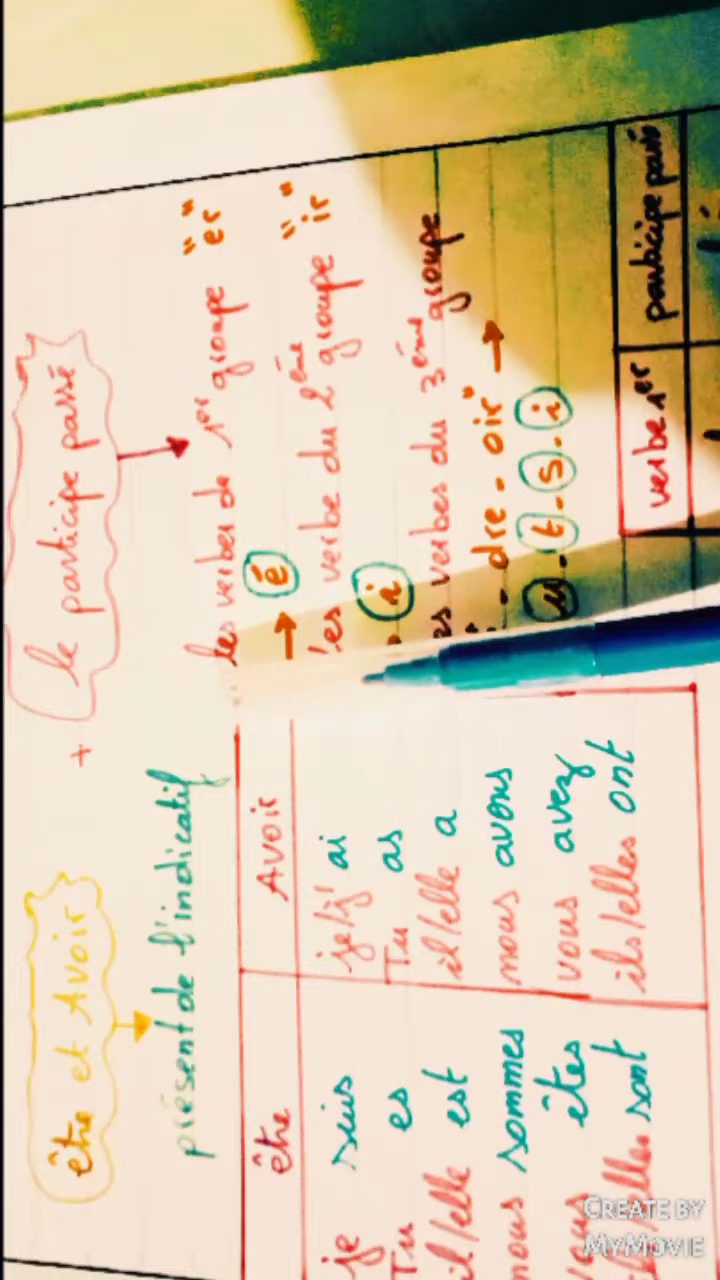 être et Avoir + le participe passé
présent de l'indicatif
être Avoir
je suis je/j' ai
Tu es Tu as
il/elle est il/elle a
nous sommes nous avons
vous êtes vous avez
ils/elles sont ils/elles ont
les verbes de 1er groupe "er"
→ é
les verbe du 2ème groupe "ir"
→ i
es verbes du 3ème groupe
- dre - oir" →
u - t - s - i
verbe 1er participe passé
CREATE BY
MYMOVIE